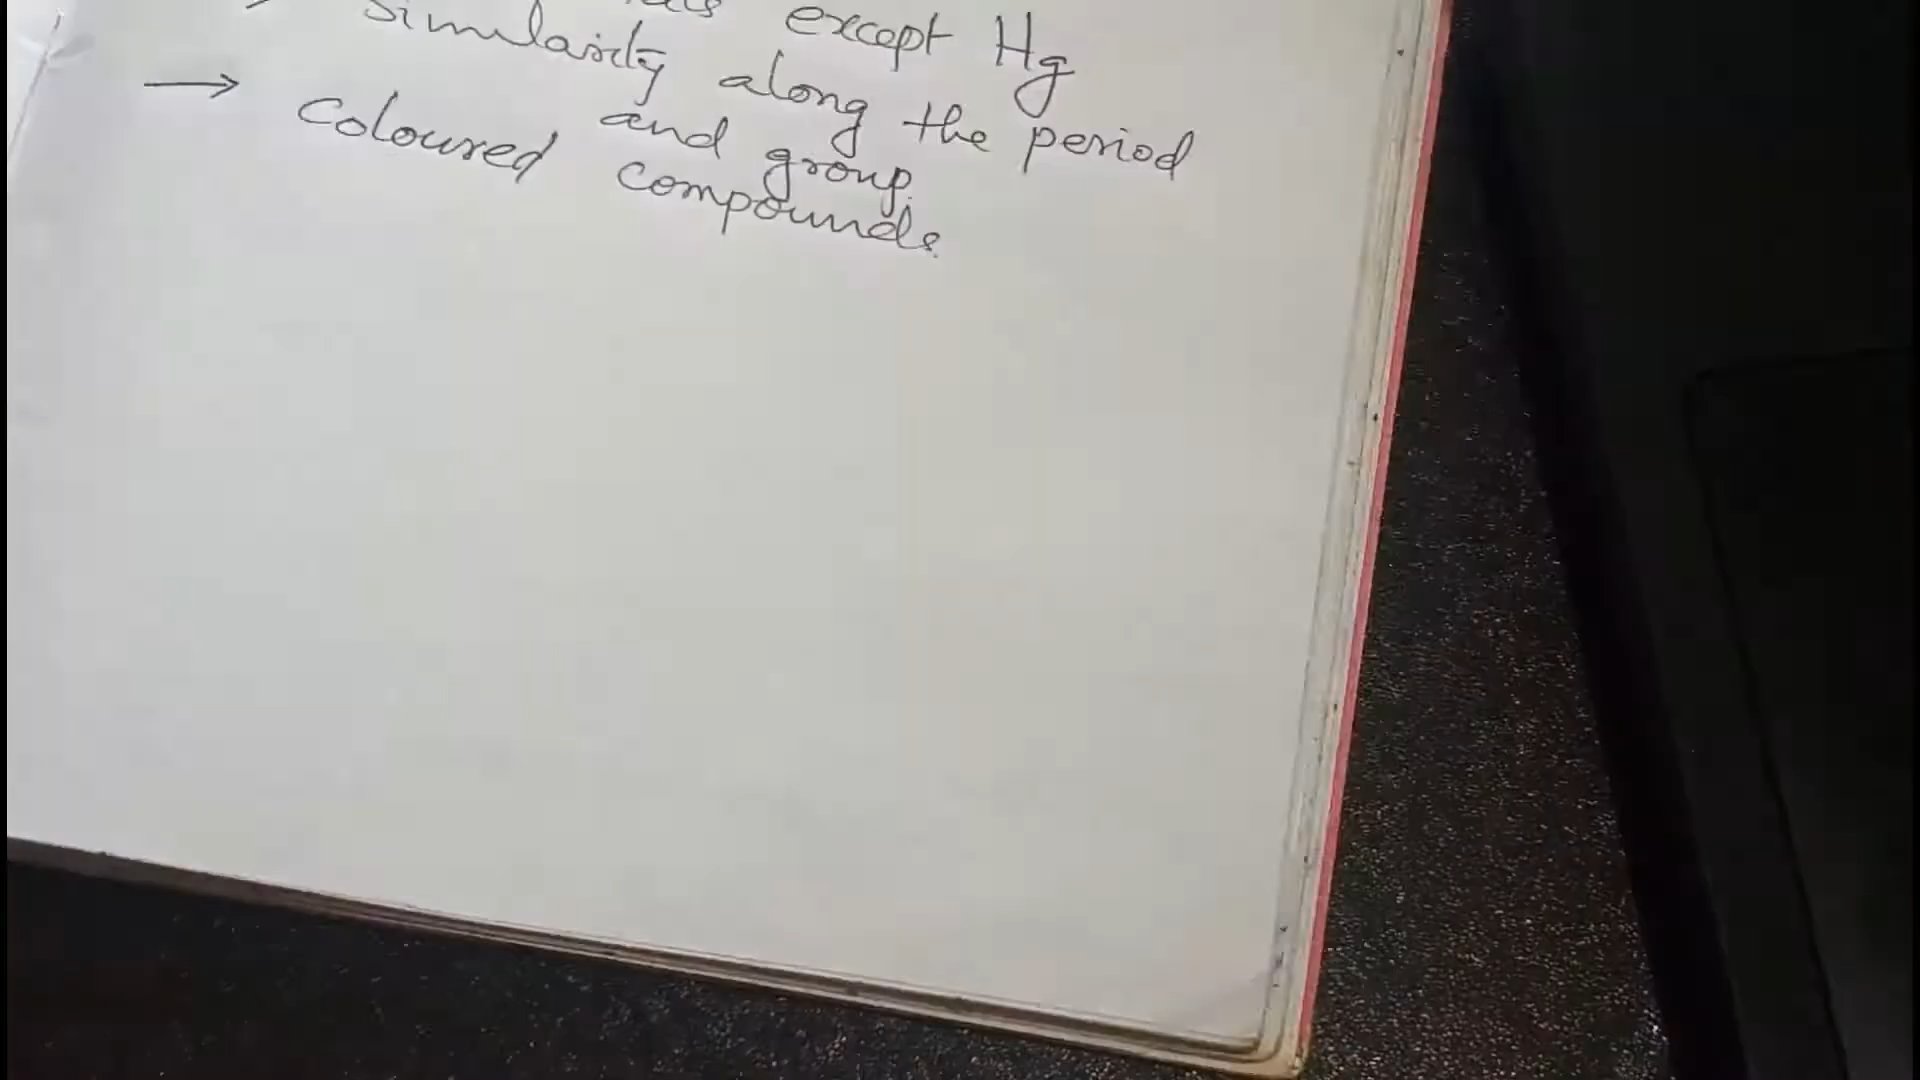 except Hg
→ Similarity along the period
and group.
→ Coloured compounds.